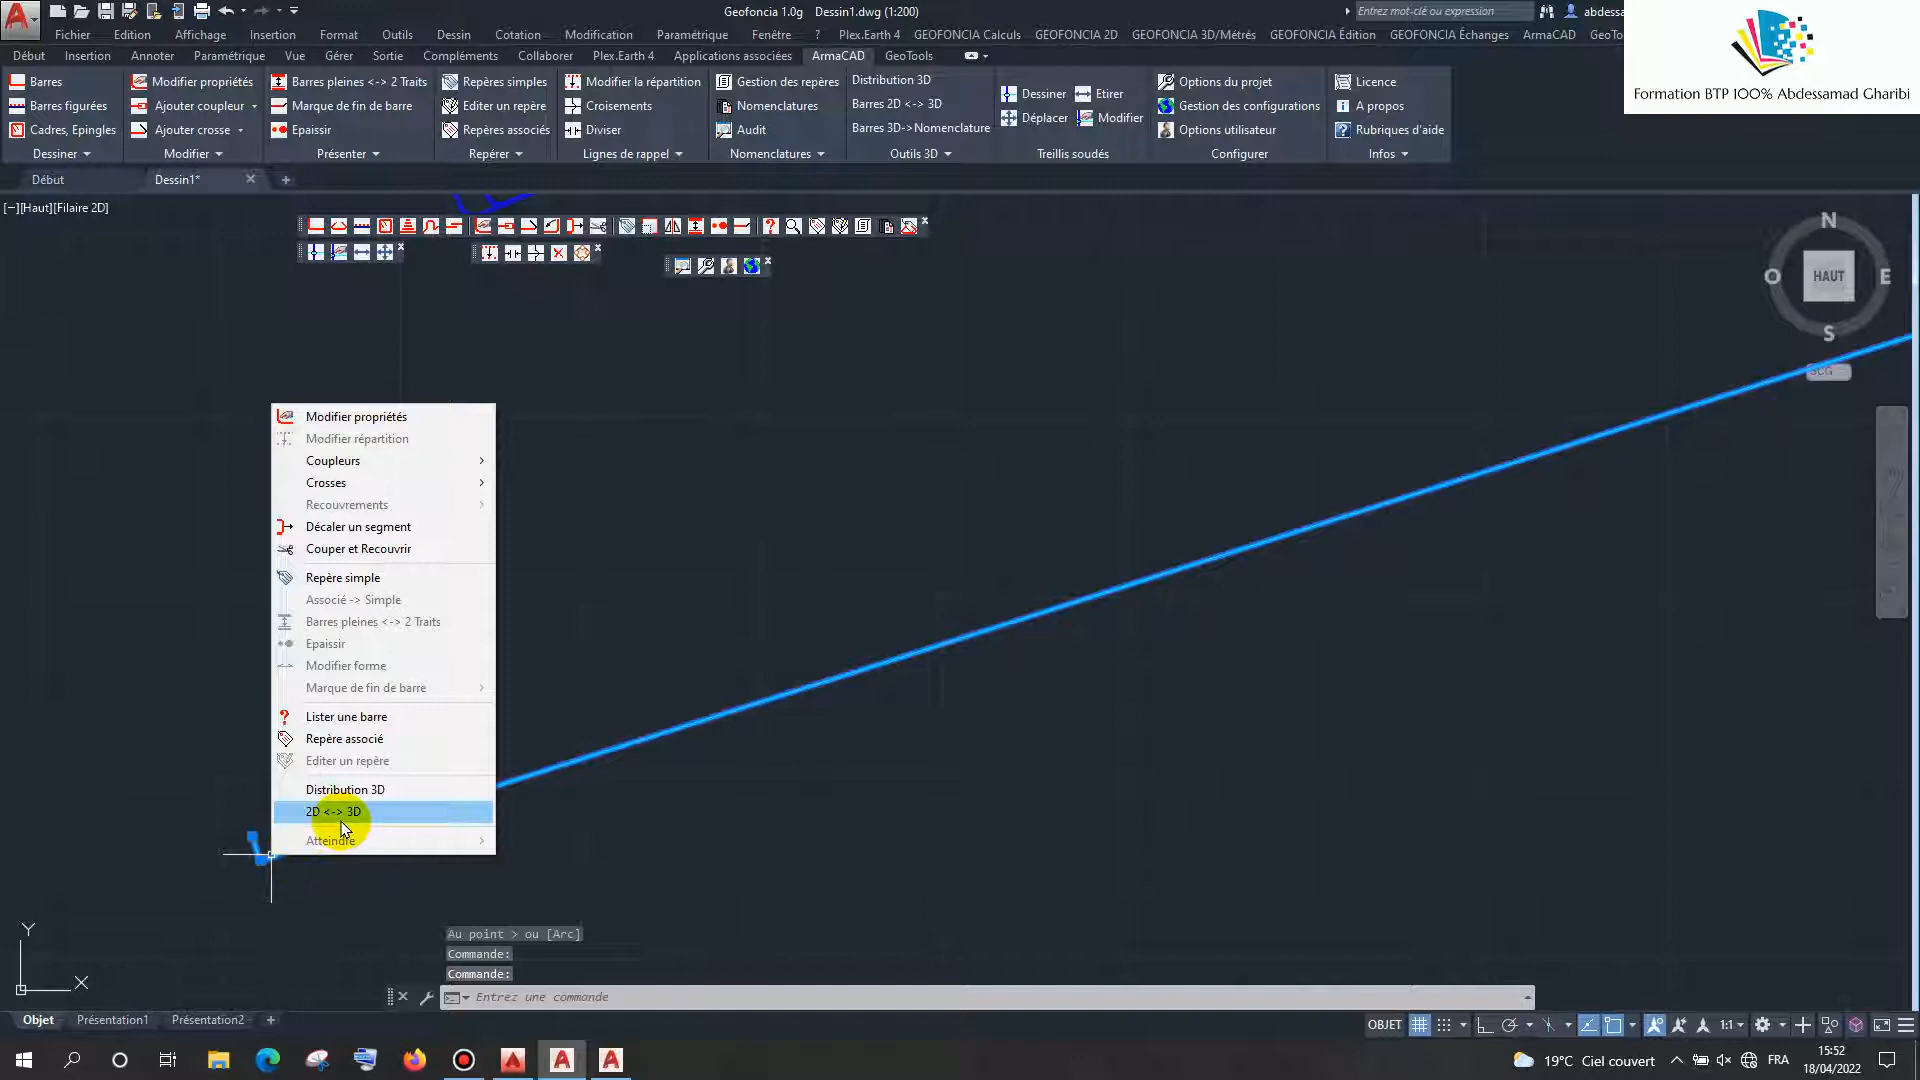 Geofoncia 1.0g Dessin1.dwg (1:200)
Entrez mot-clé ou expression
abdessa
Fichier Edition Affichage Insertion Format Outils Dessin Cotation Modification Paramétrique Fenêtre ? Plex.Earth 4 GEOFONCIA Calculs GEOFONCIA 2D GEOFONCIA 3D/Métrés GEOFONCIA Édition GEOFONCIA Échanges ArmaCAD GeoTo
Début Insertion Annoter Paramétrique Vue Gérer Sortie Compléments Collaborer Plex.Earth 4 Applications associées ArmaCAD GeoTools
Formation BTP 100% Abdessamad Gharibi
Barres Modifier propriétés Barres pleines <-> 2 Traits Repères simples Modifier la répartition Gestion des repères Distribution 3D Options du projet Licence
Barres figurées Ajouter coupleur Marque de fin de barre Editer un repère Croisements Nomenclatures Barres 2D <-> 3D Dessiner Etirer Gestion des configurations A propos
Cadres, Epingles Ajouter crosse Epaissir Repères associés Diviser Audit Barres 3D->Nomenclature Déplacer Modifier Options utilisateur Rubriques d'aide
Dessiner Modifier Présenter Repérer Lignes de rappel Nomenclatures Outils 3D Treillis soudés Configurer Infos
Début Dessin1* +
[−][Haut][Filaire 2D]
N
O HAUT E
S
SCG
Modifier propriétés
Modifier répartition
Coupleurs
Crosses
Recouvrements
Décaler un segment
Couper et Recouvrir
Repère simple
Associé -> Simple
Barres pleines <-> 2 Traits
Epaissir
Modifier forme
Marque de fin de barre
Lister une barre
Repère associé
Editer un repère
Distribution 3D
2D <-> 3D
Atteindre
Y
X
Au point > ou [Arc]
Commande:
Commande:
Entrez une commande
Objet Présentation1 Présentation2 +
OBJET 1:1
19°C Ciel couvert FRA 15:52
18/04/2022